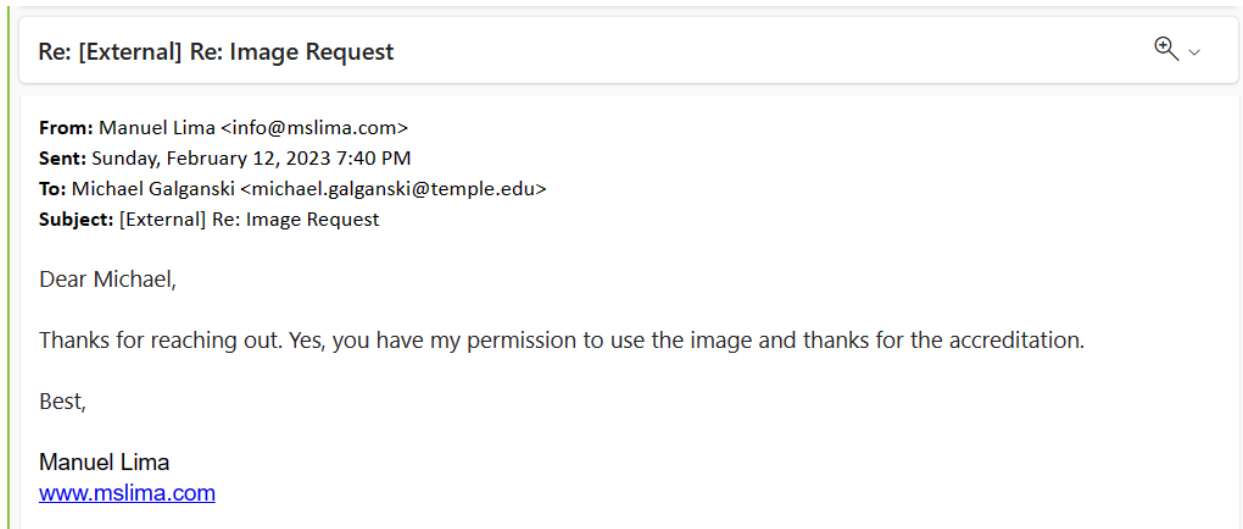 Re: [External] Re: Image Request
From: Manuel Lima <info@mslima.com>
Sent: Sunday, February 12, 2023 7:40 PM
To: Michael Galganski <michael.galganski@temple.edu>
Subject: [External] Re: Image Request
Dear Michael,
Thanks for reaching out. Yes, you have my permission to use the image and thanks for the accreditation.
Best,
Manuel Lima
www.mslima.com